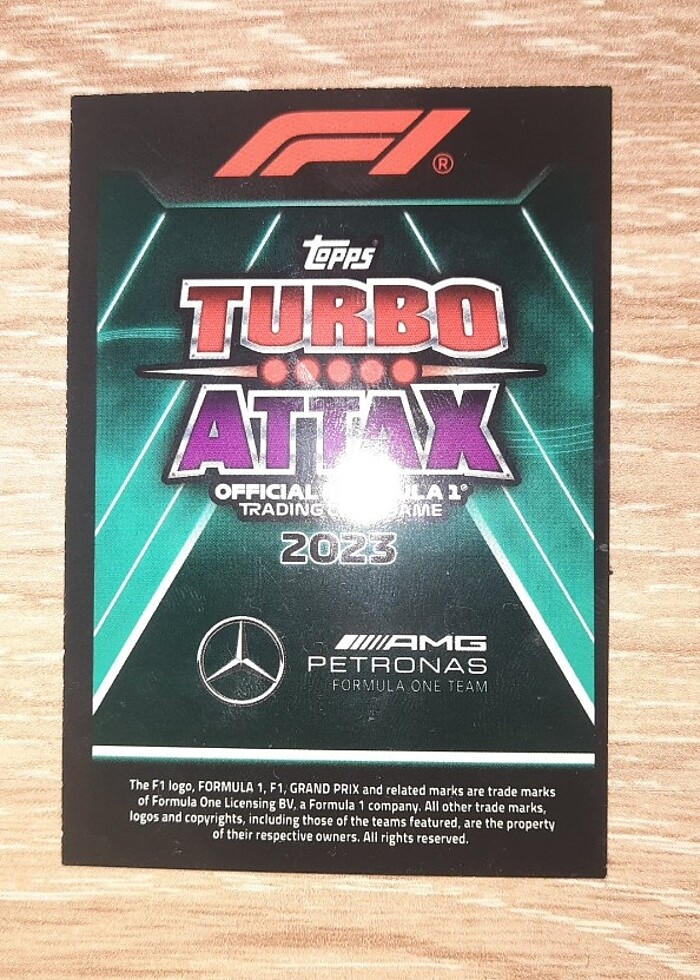 F1®
Topps®
TURBO
ATTAX
OFFICIAL ULA 1®
TRADING AME
2023
AMG
PETRONAS
FORMULA ONE TEAM
The F1 logo, FORMULA 1, F1, GRAND PRIX and related marks are trade marks
of Formula One Licensing BV, a Formula 1 company. All other trade marks,
logos and copyrights, including those of the teams featured, are the property
of their respective owners. All rights reserved.